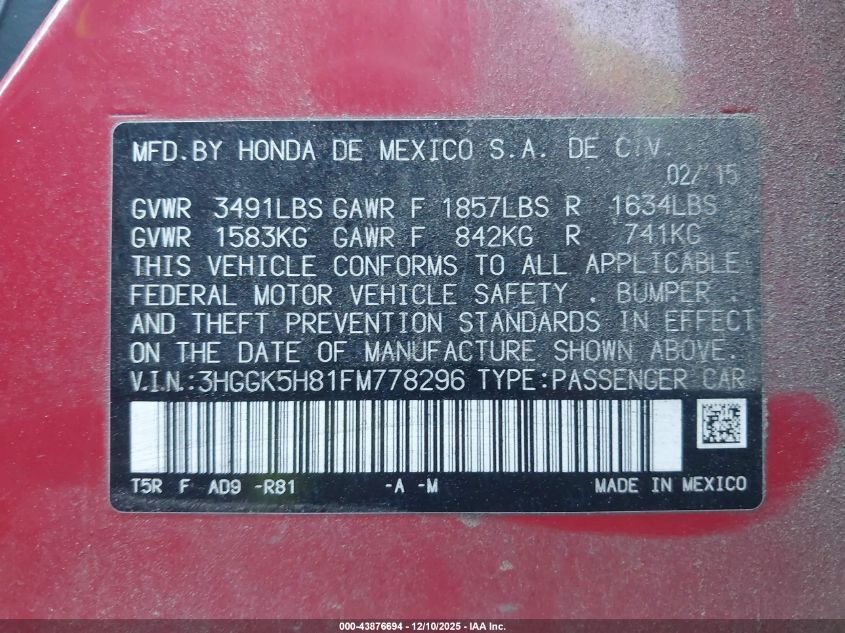 MFD.BY HONDA DE MEXICO S.A. DE C.V.
02/ 15
GVWR 3491LBS GAWR F 1857LBS R 1634LBS
GVWR 1583KG GAWR F 842KG R 741KG
THIS VEHICLE CONFORMS TO ALL APPLICABLE
FEDERAL MOTOR VEHICLE SAFETY . BUMPER .
AND THEFT PREVENTION STANDARDS IN EFFECT
ON THE DATE OF MANUFACTURE SHOWN ABOVE.
V.I.N.:3HGGK5H81FM778296 TYPE:PASSENGER CAR
T5R F AD9 -R81 -A -M MADE IN MEXICO
000-43876694 - 12/10/2025 - IAA Inc.